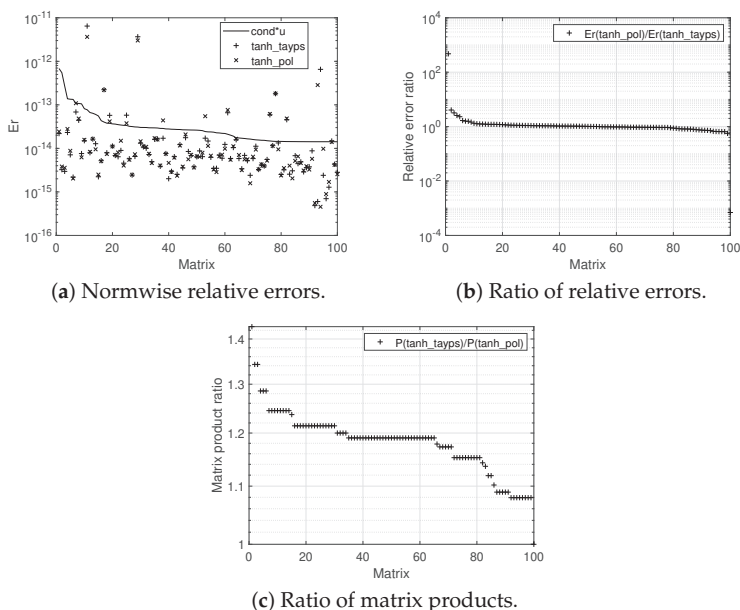 10^-11
10^-12
10^-13
10^-14
10^-15
10^-16
Er
cond*u
tanh_tayps
tanh_pol
0 20 40 60 80 100
Matrix
(a) Normwise relative errors.
10^4
10^2
10^0
10^-2
10^-4
Relative error ratio
Er(tanh_pol)/Er(tanh_tayps)
0 20 40 60 80 100
Matrix
(b) Ratio of relative errors.
1.4
1.3
1.2
1.1
1
Matrix product ratio
P(tanh_tayps)/P(tanh_pol)
0 20 40 60 80 100
Matrix
(c) Ratio of matrix products.